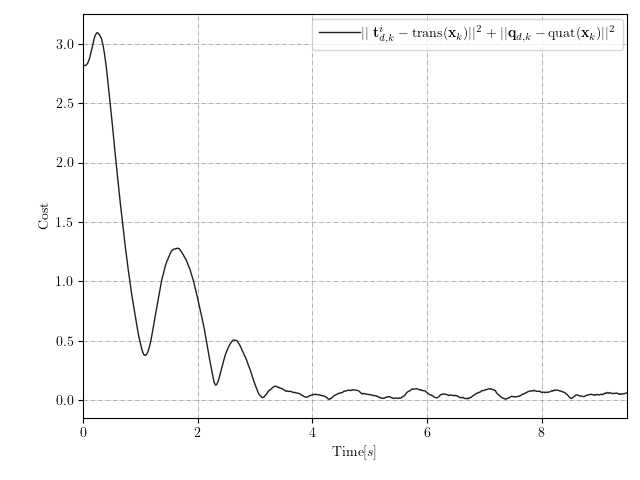 || t^i_{d,k} − trans(x_k)||^2 + ||q_{d,k} − quat(x_k)||^2
3.0
2.5
2.0
1.5
1.0
0.5
0.0
Cost
0 2 4 6 8
Time[s]